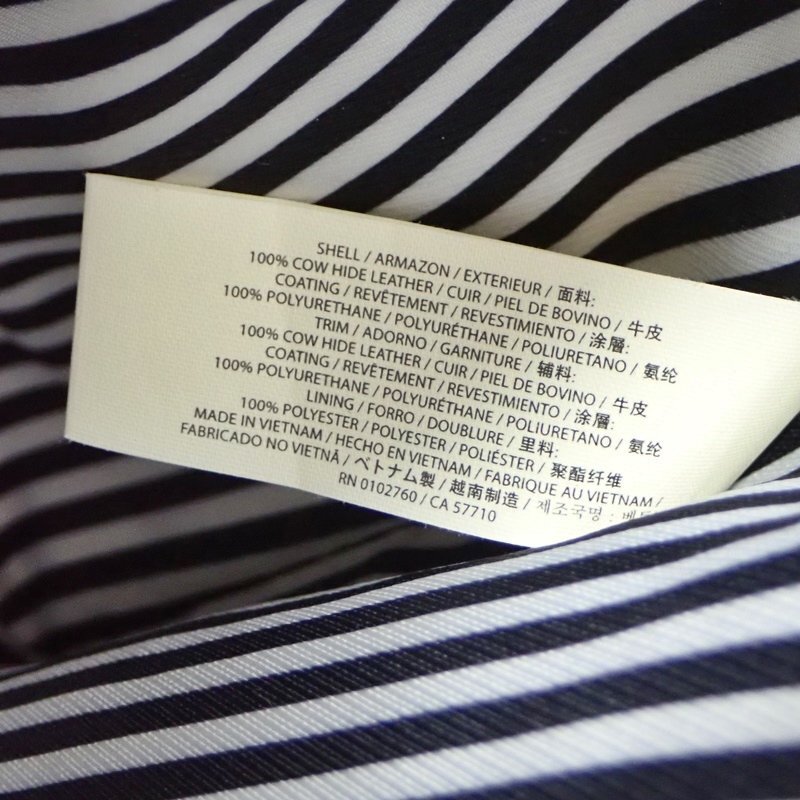 SHELL / ARMAZON / EXTERIEUR / 面料:
100% COW HIDE LEATHER / CUIR / PIEL DE BOVINO / 牛皮
COATING / REVÊTEMENT / REVESTIMIENTO / 涂層:
100% POLYURETHANE / POLYURÉTHANE / POLIURETANO / 氨纶
TRIM / ADORNO / GARNITURE / 辅料:
100% COW HIDE LEATHER / CUIR / PIEL DE BOVINO / 牛皮
COATING / REVÊTEMENT / REVESTIMIENTO / 涂層:
100% POLYURETHANE / POLYURÉTHANE / POLIURETANO / 氨纶
LINING / FORRO / DOUBLURE / 里料:
100% POLYESTER / POLYESTER / POLIÉSTER / 聚酯纤维
MADE IN VIETNAM / HECHO EN VIETNAM / FABRIQUE AU VIETNAM /
FABRICADO NO VIETNÃ / ベトナム製 / 越南制造 / 제조국명 :
RN 0102760 / CA 57710